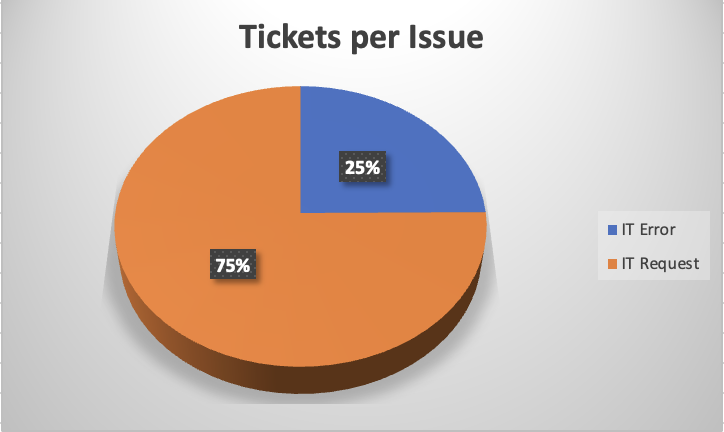 Tickets per Issue
25%
75%
IT Error
IT Request